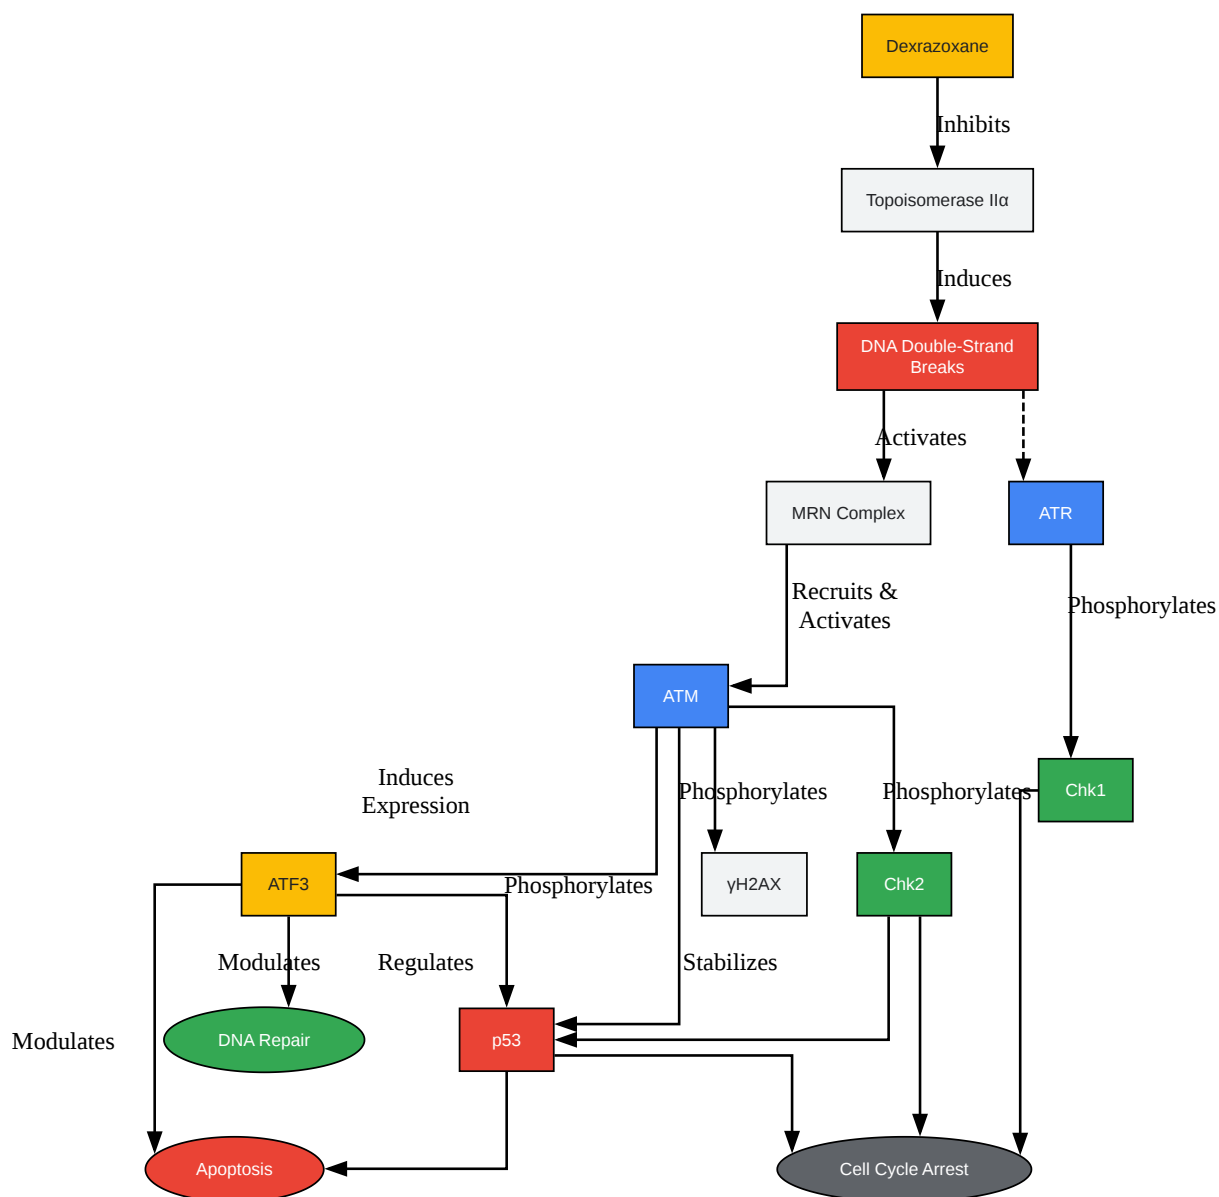 Dexrazoxane
Inhibits
Topoisomerase IIα
Induces
DNA Double-Strand
Breaks
Activates
MRN Complex
ATR
Recruits &
Activates
Phosphorylates
ATM
Induces
Expression
Phosphorylates
Phosphorylates
Chk1
ATF3
Phosphorylates
γH2AX
Chk2
Modulates
Regulates
Stabilizes
Modulates
DNA Repair
p53
Apoptosis
Cell Cycle Arrest